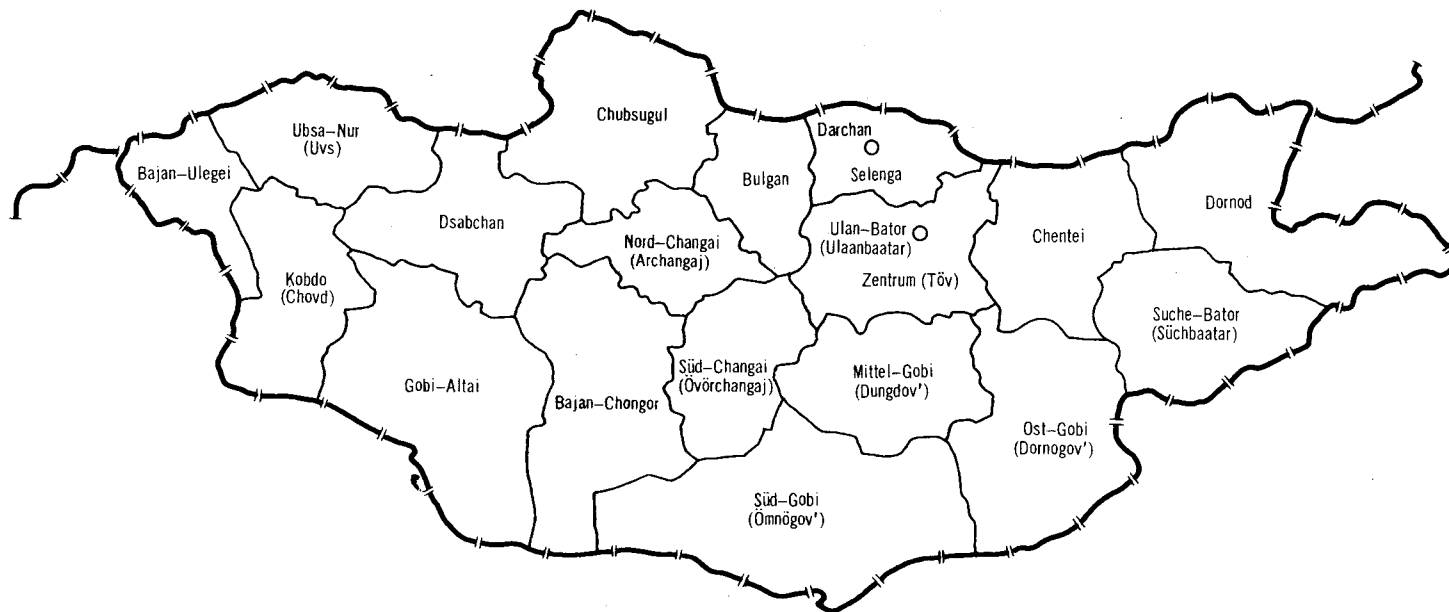 Chubsugul
Ubsa-Nur
(Uvs)
Bajan-Ulegei
Darchan
Selenga
Bulgan
Dornod
Dsabchan
Nord-Changai
(Archangaj)
Ulan-Bator
(Ulaanbaatar)
Zentrum (Töv)
Chentei
Kobdo
(Chovd)
Suche-Bator
(Süchbaatar)
Gobi-Altai
Bajan-Chongor
Süd-Changai
(Övörchangaj)
Mittel-Gobi
(Dungdov')
Ost-Gobi
(Dornogov')
Süd-Gobi
(Ömnögov')